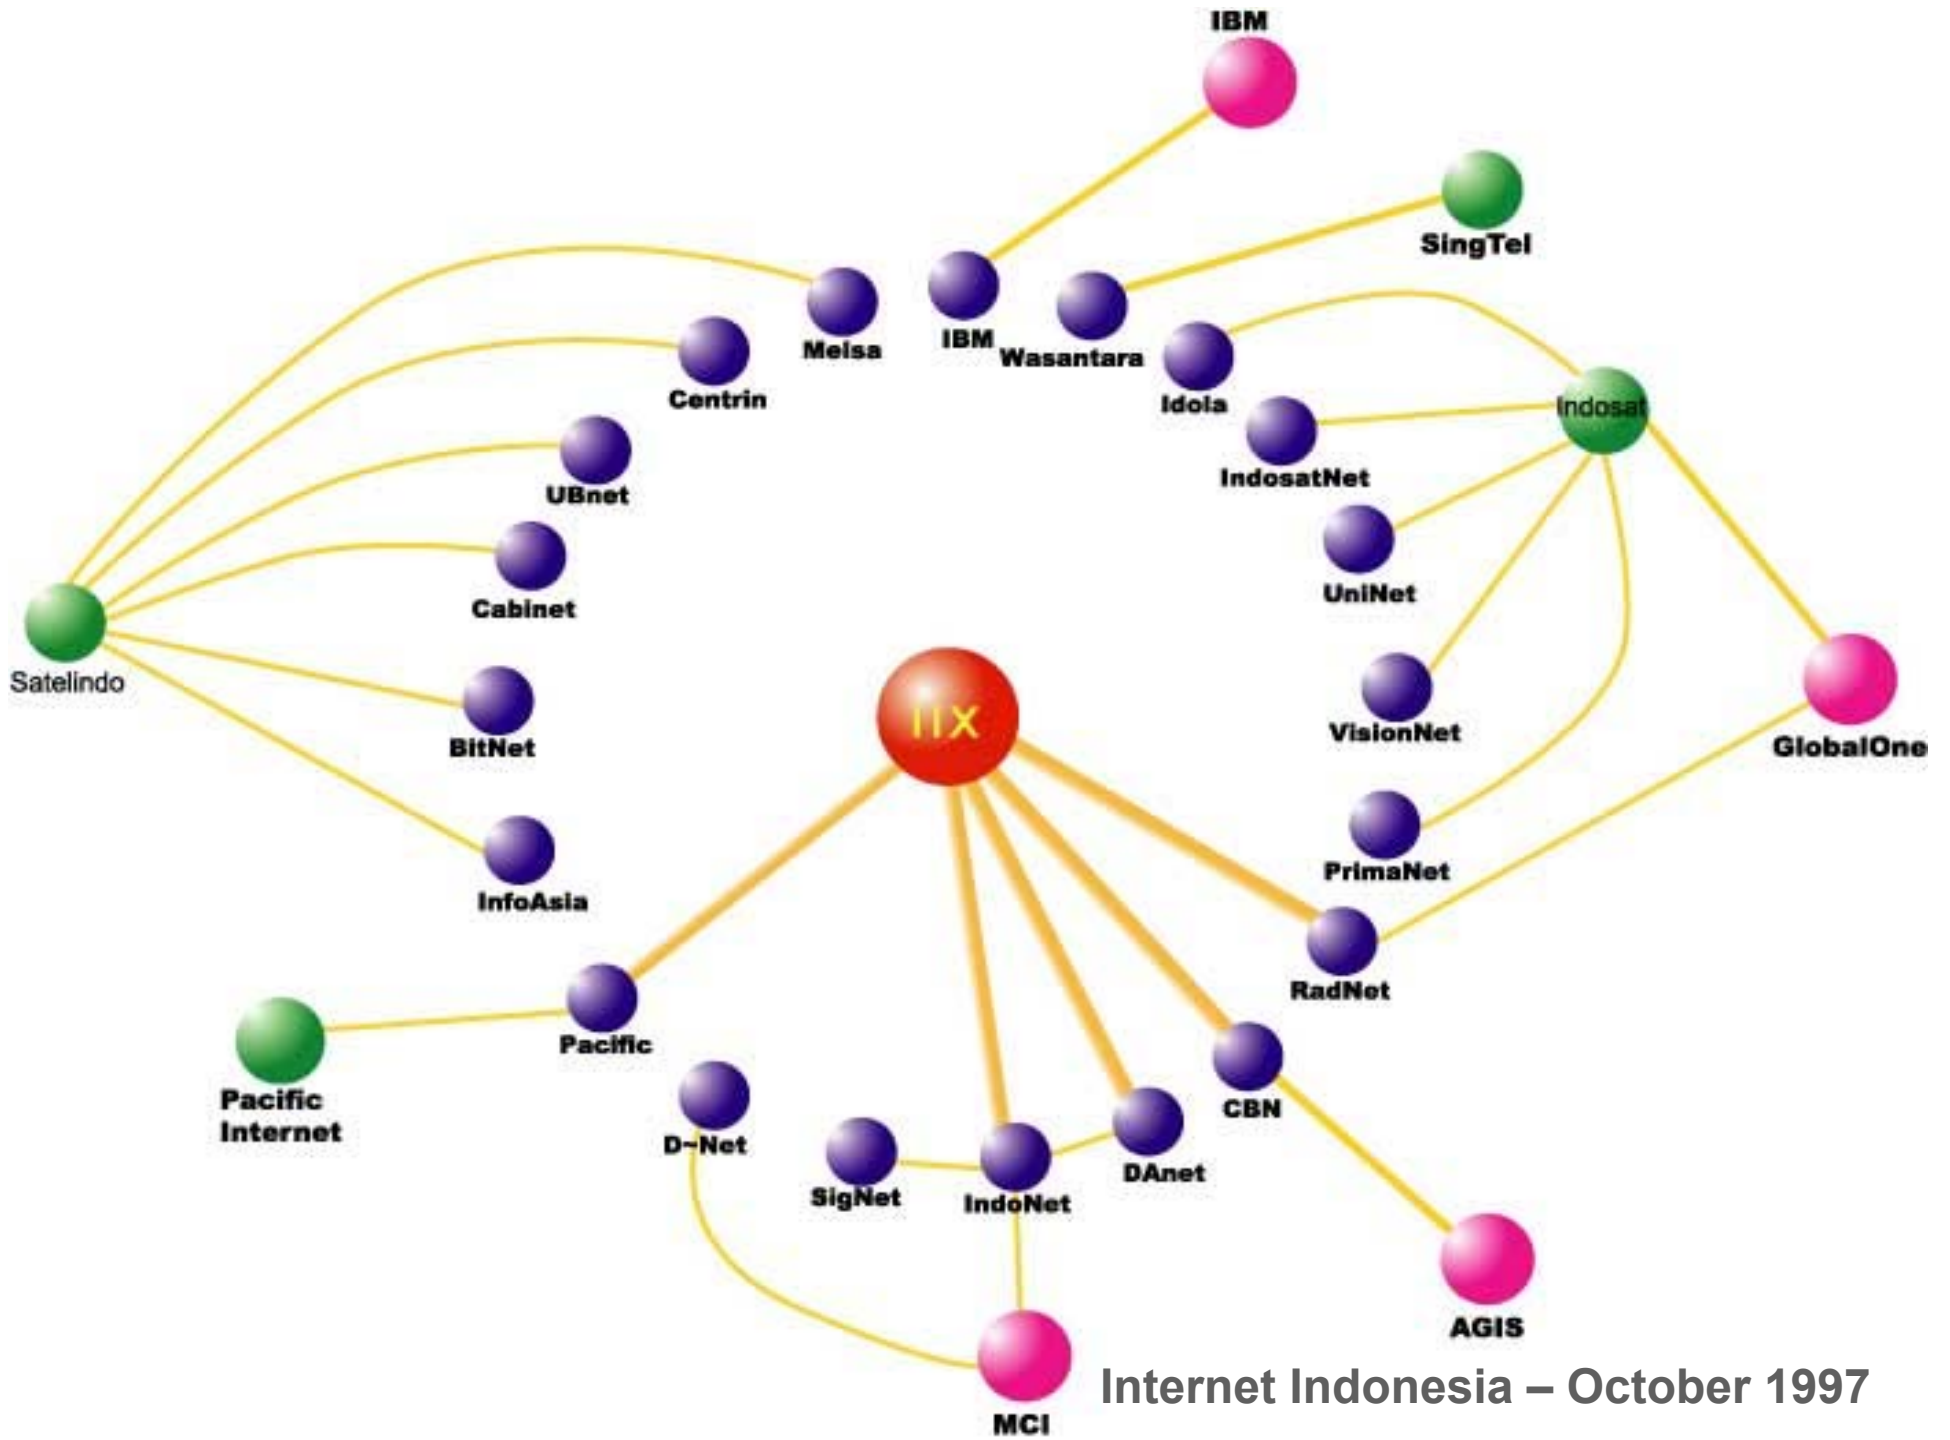 IBM
SingTel
Melsa
IBM
Wasantara
Centrin
Idola
Indosat
IndosatNet
UBnet
UniNet
Cabinet
Satelindo
IIX
VisionNet
GlobalOne
BitNet
PrimaNet
InfoAsia
RadNet
Pacific
Pacific
Internet
CBN
D~Net
DAnet
SigNet
IndoNet
AGIS
Internet Indonesia – October 1997
MCI